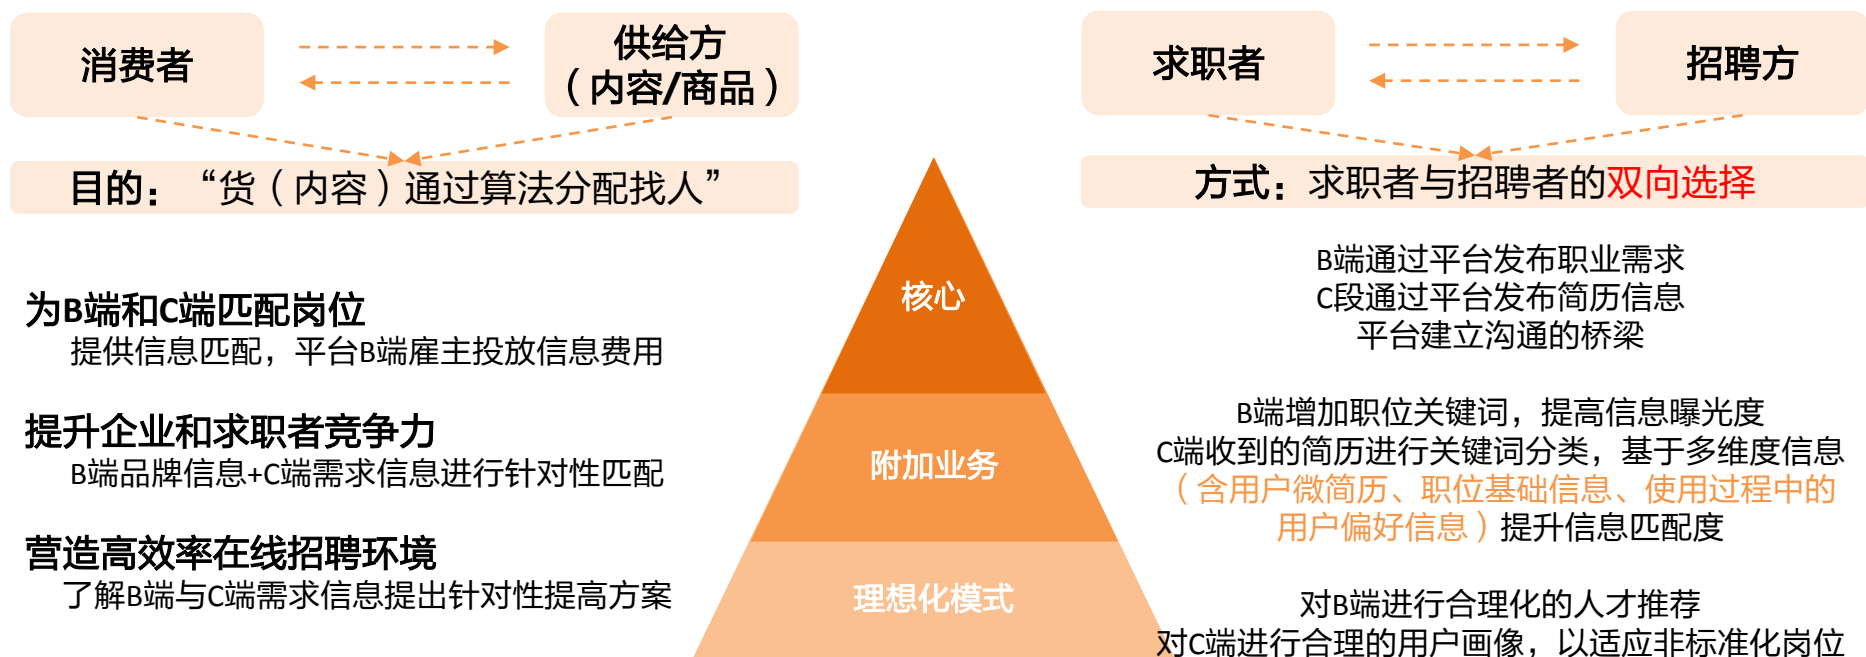 消费者
供给方
（内容/商品）
目的：“货（内容）通过算法分配找人”
求职者
招聘方
方式：求职者与招聘者的双向选择
为B端和C端匹配岗位
提供信息匹配，平台B端雇主投放信息费用
提升企业和求职者竞争力
B端品牌信息+C端需求信息进行针对性匹配
营造高效率在线招聘环境
了解B端与C端需求信息提出针对性提高方案
核心
附加业务
理想化模式
B端通过平台发布职业需求
C段通过平台发布简历信息
平台建立沟通的桥梁
B端增加职位关键词，提高信息曝光度
C端收到的简历进行关键词分类，基于多维度信息
（含用户微简历、职位基础信息、使用过程中的
用户偏好信息）提升信息匹配度
对B端进行合理化的人才推荐
对C端进行合理的用户画像，以适应非标准化岗位